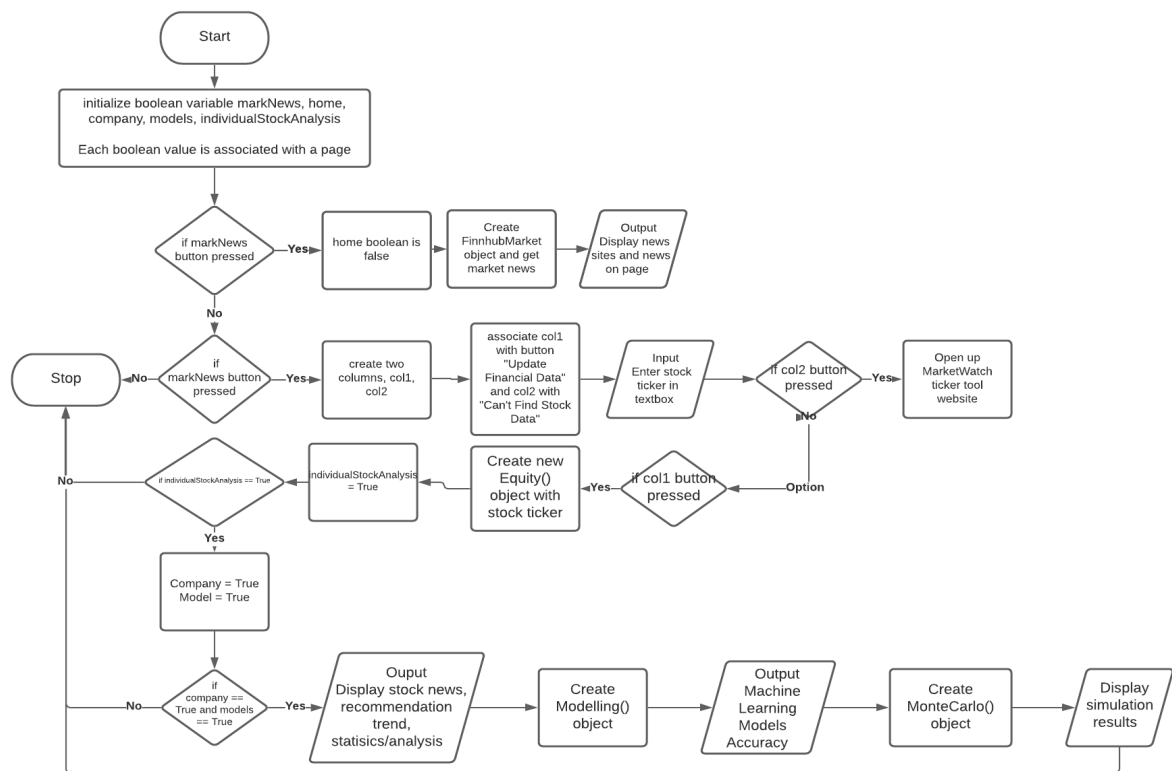 Start
initialize boolean variable markNews, home,
company, models, individualStockAnalysis
Each boolean value is associated with a page
if markNews
button pressed
Yes
home boolean is
false
Create
FinnhubMarket
object and get
market news
Output
Display news
sites and news
on page
No
Stop
No
if
markNews button
pressed
Yes
create two
columns, col1,
col2
associate col1
with button
"Update
Financial Data"
and col2 with
"Can't Find Stock
Data"
Input
Enter stock
ticker in
textbox
if col2 button
pressed
Yes
Open up
MarketWatch
ticker tool
website
No
Option
if col1 button
pressed
Yes
Create new
Equity()
object with
stock ticker
individualStockAnalysis
= True
if individualStockAnalysis == True
No
Yes
Company = True
Model = True
if
company ==
True and models
== True
No
Yes
Ouput
Display stock news,
recommendation
trend,
statisics/analysis
Create
Modelling()
object
Output
Machine
Learning
Models
Accuracy
Create
MonteCarlo()
object
Display
simulation
results